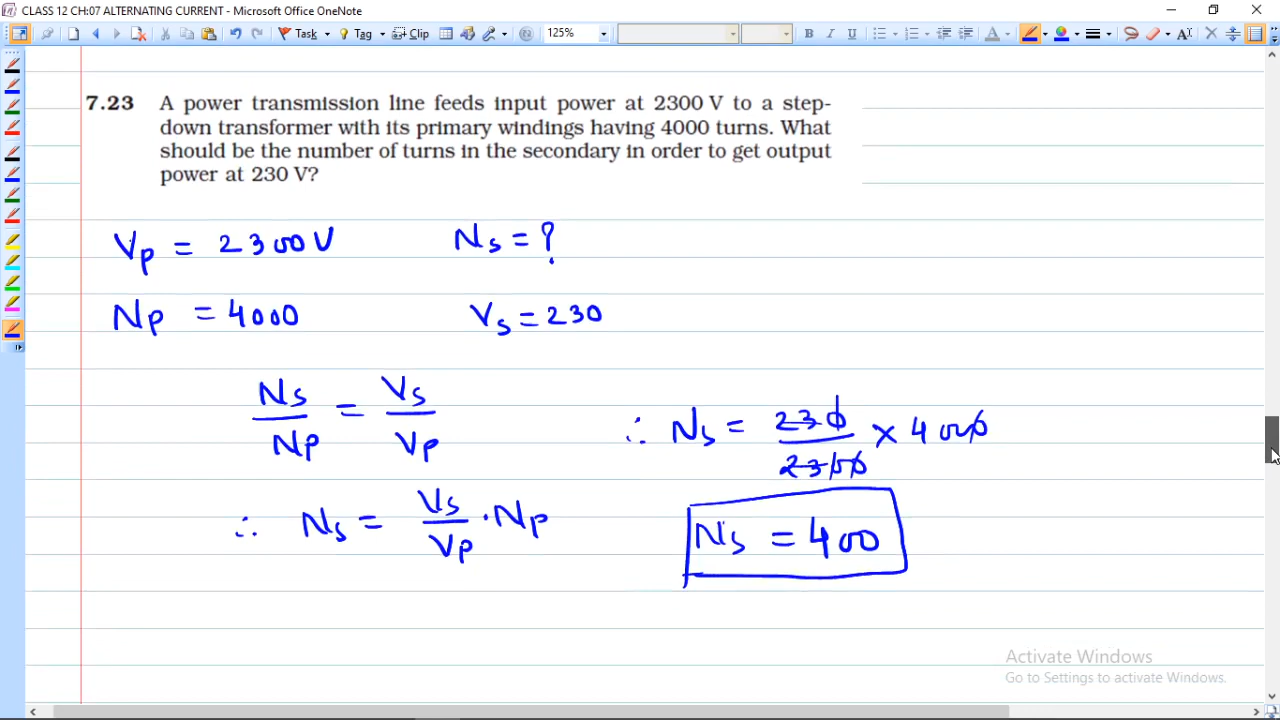 CLASS 12 CH:07 ALTERNATING CURRENT - Microsoft Office OneNote
Task Tag Clip 125% B I U
7.23 A power transmission line feeds input power at 2300 V to a step-
down transformer with its primary windings having 4000 turns. What
should be the number of turns in the secondary in order to get output
power at 230 V?
Vp = 2300V Ns = ?
Np = 4000 Vs = 230
Ns/Np = Vs/Vp
∴ Ns = 230/2300 × 4000
∴ Ns = Vs/Vp · Np
Ns = 400
Activate Windows
Go to Settings to activate Windows.